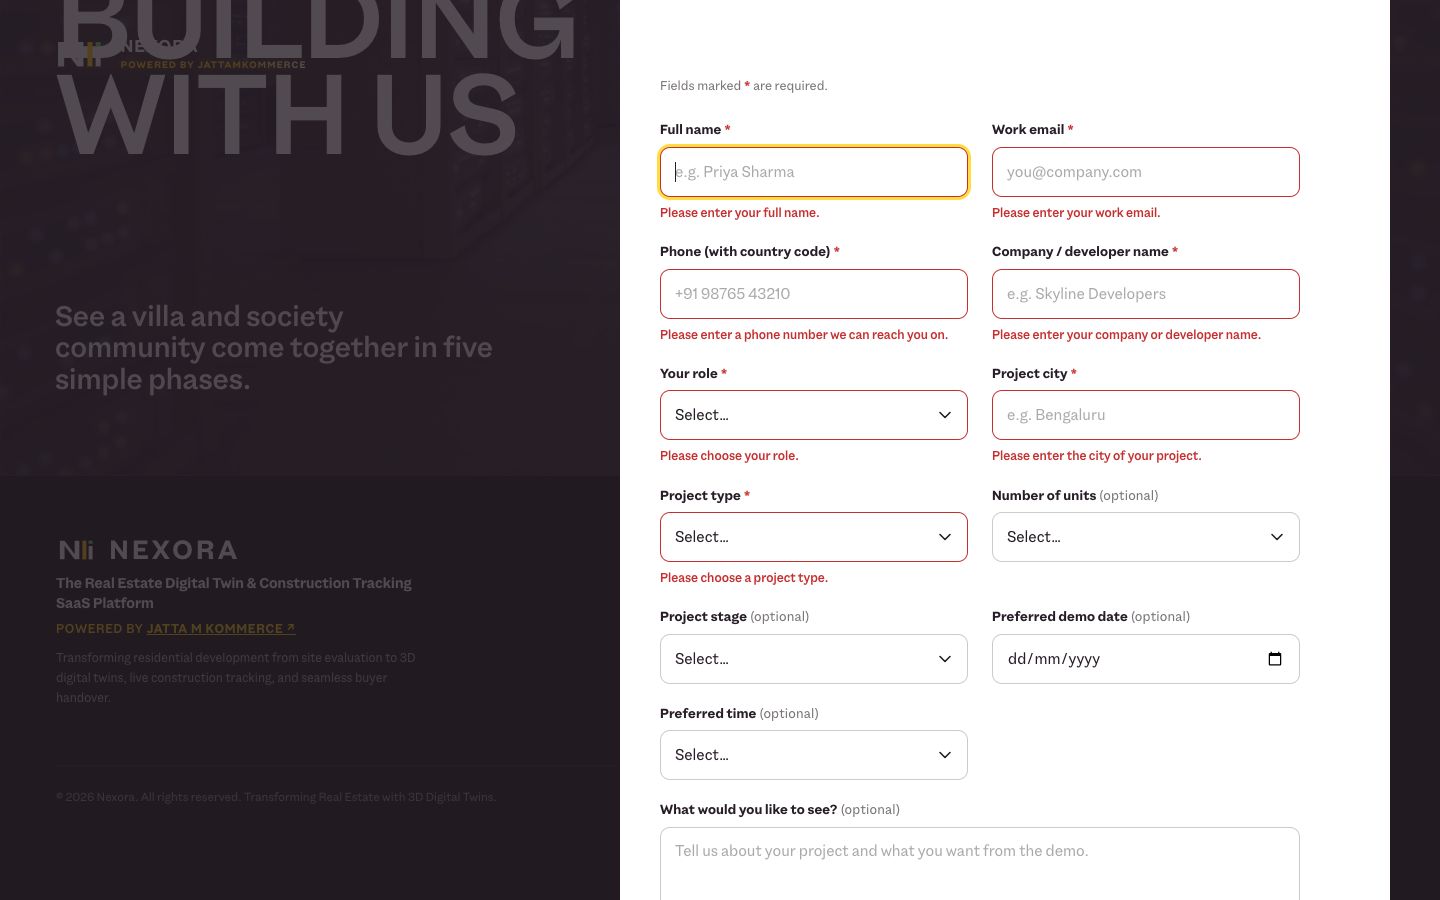 BUILDING
WITH US
NEXORA
POWERED BY JATTAMKOMMERCE
See a villa and society
community come together in five
simple phases.
NEXORA
The Real Estate Digital Twin & Construction Tracking
SaaS Platform
POWERED BY JATTA M KOMMERCE ↗
Transforming residential development from site evaluation to 3D
digital twins, live construction tracking, and seamless buyer
handover.
© 2026 Nexora. All rights reserved. Transforming Real Estate with 3D Digital Twins.
Fields marked * are required.
Full name *
e.g. Priya Sharma
Please enter your full name.
Work email *
you@company.com
Please enter your work email.
Phone (with country code) *
+91 98765 43210
Please enter a phone number we can reach you on.
Company / developer name *
e.g. Skyline Developers
Please enter your company or developer name.
Your role *
Select…
Please choose your role.
Project city *
e.g. Bengaluru
Please enter the city of your project.
Project type *
Select…
Please choose a project type.
Number of units (optional)
Select…
Project stage (optional)
Select…
Preferred demo date (optional)
dd/mm/yyyy
Preferred time (optional)
Select…
What would you like to see? (optional)
Tell us about your project and what you want from the demo.